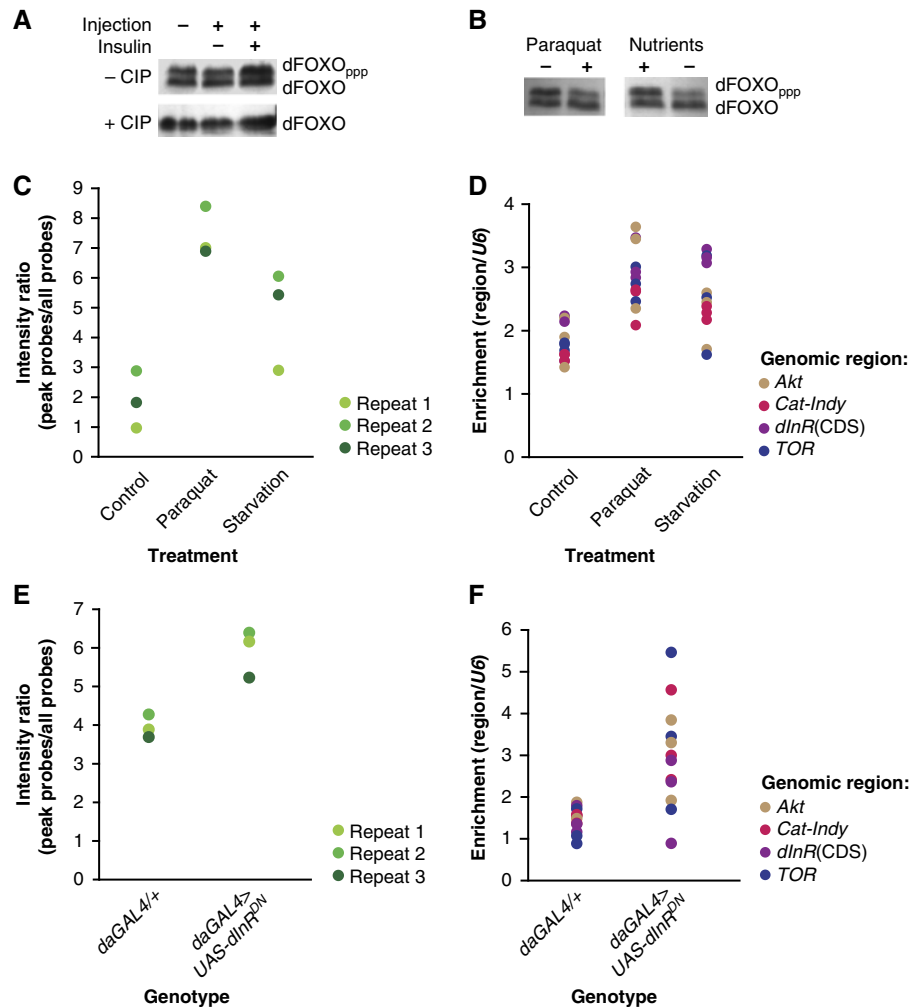 A
Injection – + +
Insulin – +
– CIP
dFOXOppp
dFOXO
+ CIP
dFOXO
B
Paraquat Nutrients
– + + –
dFOXOppp
dFOXO
C
Intensity ratio
(peak probes/all probes)
9
8
7
6
5
4
3
2
1
0
Control
Paraquat
Starvation
Treatment
Repeat 1
Repeat 2
Repeat 3
D
Enrichment (region/U6)
4
3
2
1
0
Control
Paraquat
Starvation
Treatment
Genomic region:
Akt
Cat-Indy
dInR(CDS)
TOR
E
Intensity ratio
(peak probes/all probes)
7
6
5
4
3
2
1
0
daGAL4/+
daGAL4>
UAS-dInRDN
Genotype
Repeat 1
Repeat 2
Repeat 3
F
Enrichment (region/U6)
6
5
4
3
2
1
0
daGAL4/+
daGAL4>
UAS-dInRDN
Genotype
Genomic region:
Akt
Cat-Indy
dInR(CDS)
TOR